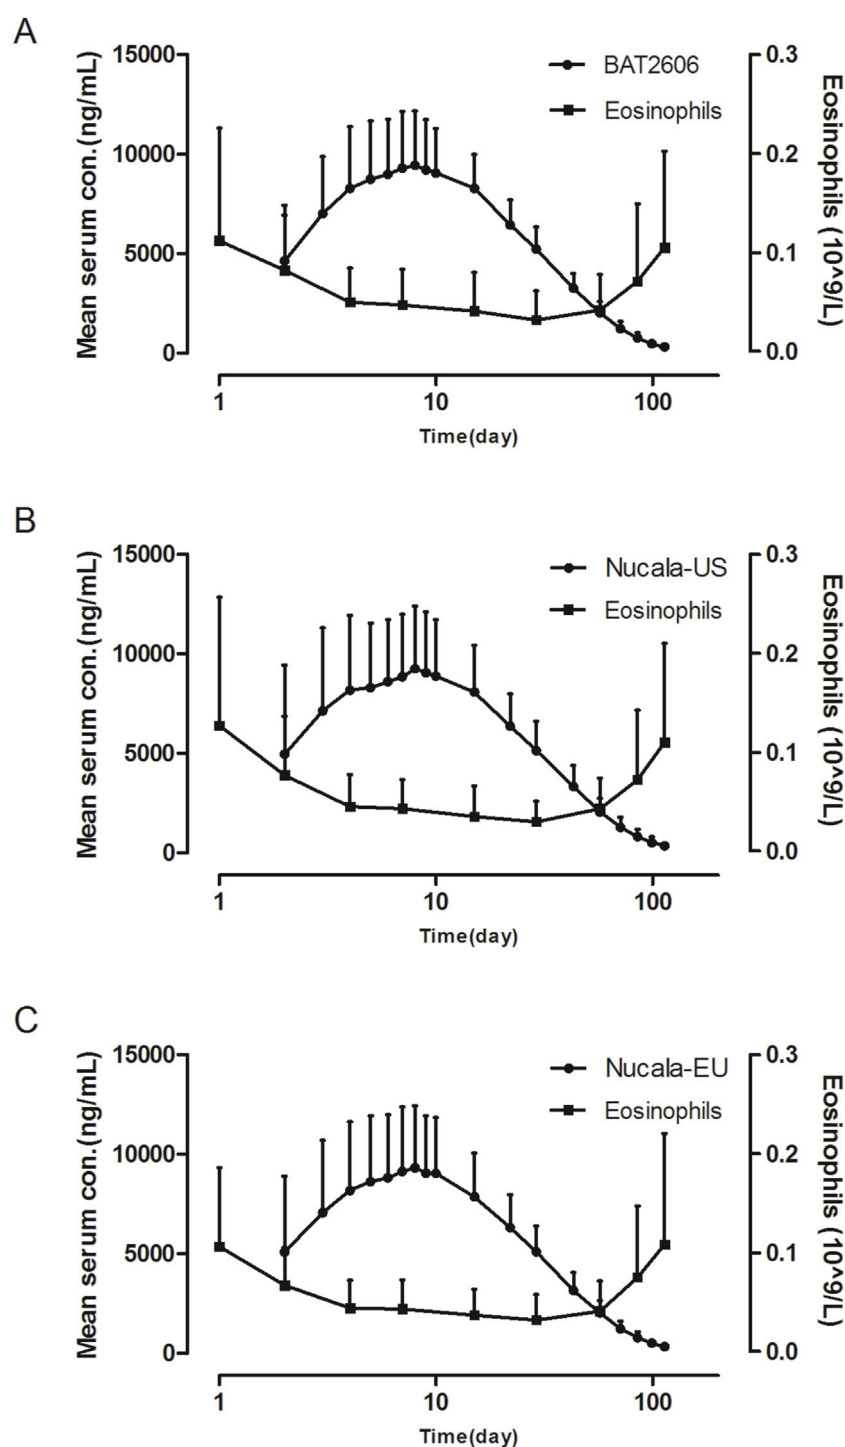 A
Mean serum con.(ng/mL)
15000
10000
5000
0
BAT2606
Eosinophils
0.3
0.2
0.1
0.0
Eosinophils (10^9/L)
1
10
100
Time(day)
B
Mean serum con.(ng/mL)
15000
10000
5000
0
Nucala-US
Eosinophils
0.3
0.2
0.1
0.0
Eosinophils (10^9/L)
1
10
100
Time(day)
C
Mean serum con.(ng/mL)
15000
10000
5000
0
Nucala-EU
Eosinophils
0.3
0.2
0.1
0.0
Eosinophils (10^9/L)
1
10
100
Time(day)